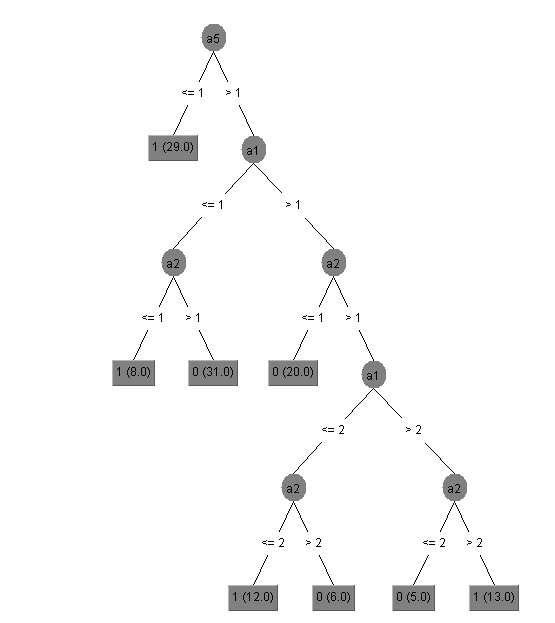 a5
<= 1 > 1
1 (29.0) a1
<= 1 > 1
a2 a2
<= 1 > 1 <= 1 > 1
1 (8.0) 0 (31.0) 0 (20.0) a1
<= 2 > 2
a2 a2
<= 2 > 2 <= 2 > 2
1 (12.0) 0 (6.0) 0 (5.0) 1 (13.0)